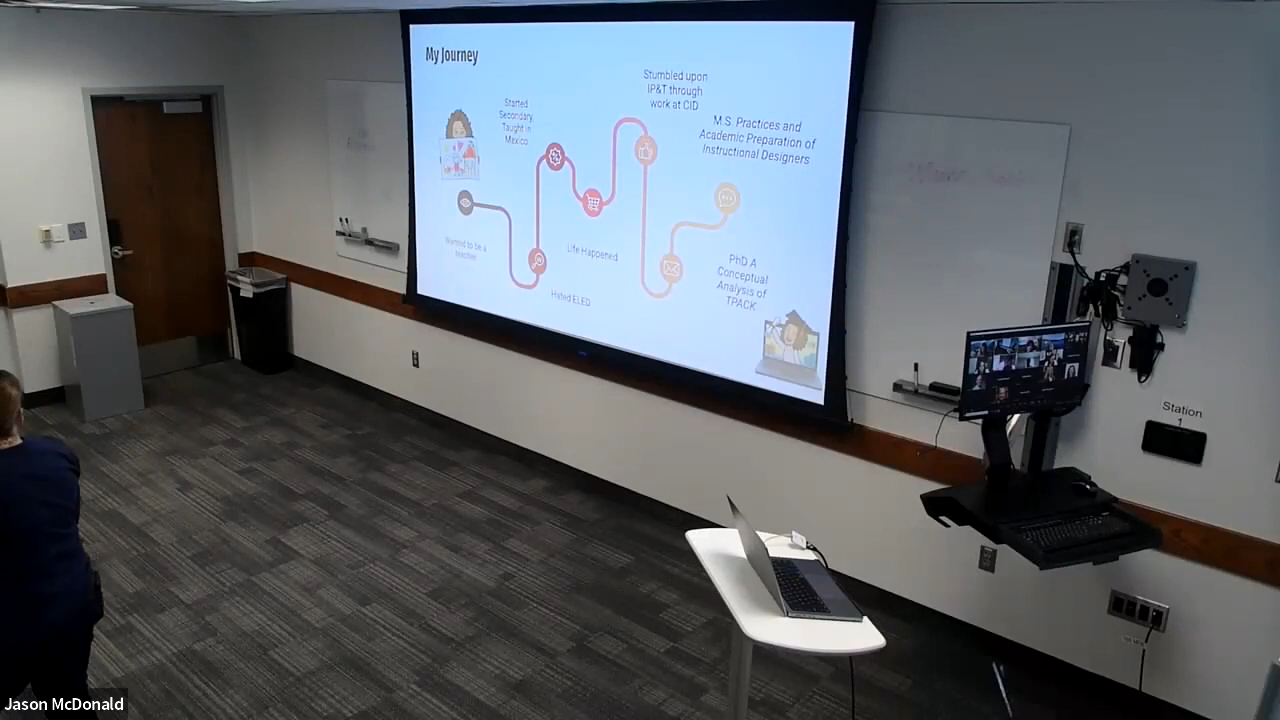 My Journey
Stumbled upon
IP&T through
work at CID
Started
Secondary,
Taught in
Mexico
M.S. Practices and
Academic Preparation of
Instructional Designers
Wanted to be a
teacher
Life Happened
Hated ELED
PhD A
Conceptual
Analysis of
TPACK
Station
1
Jason McDonald